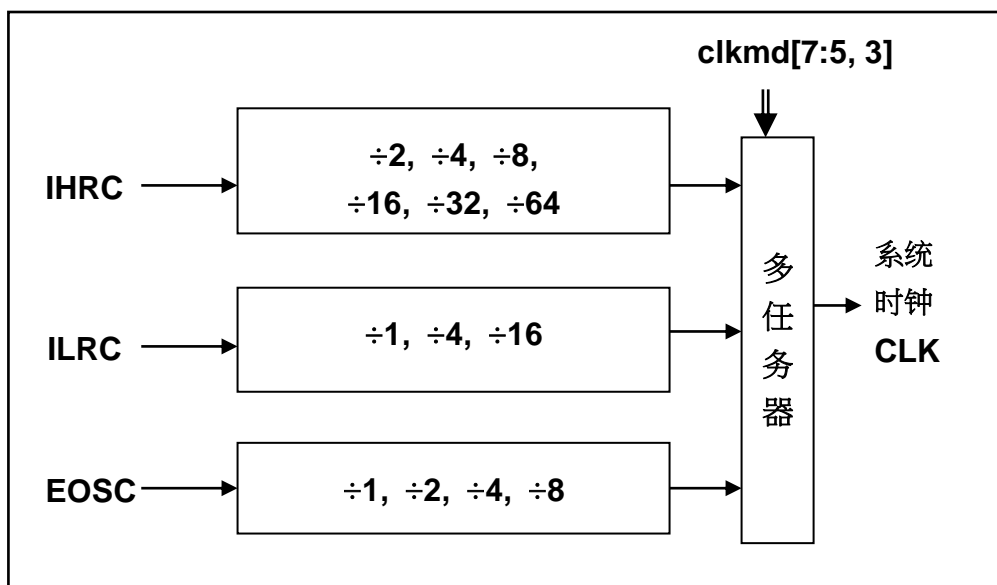 clkmd[7:5, 3]
IHRC
÷2, ÷4, ÷8,
÷16, ÷32, ÷64
ILRC
÷1, ÷4, ÷16
EOSC
÷1, ÷2, ÷4, ÷8
多
任
务
器
系统
时钟
CLK